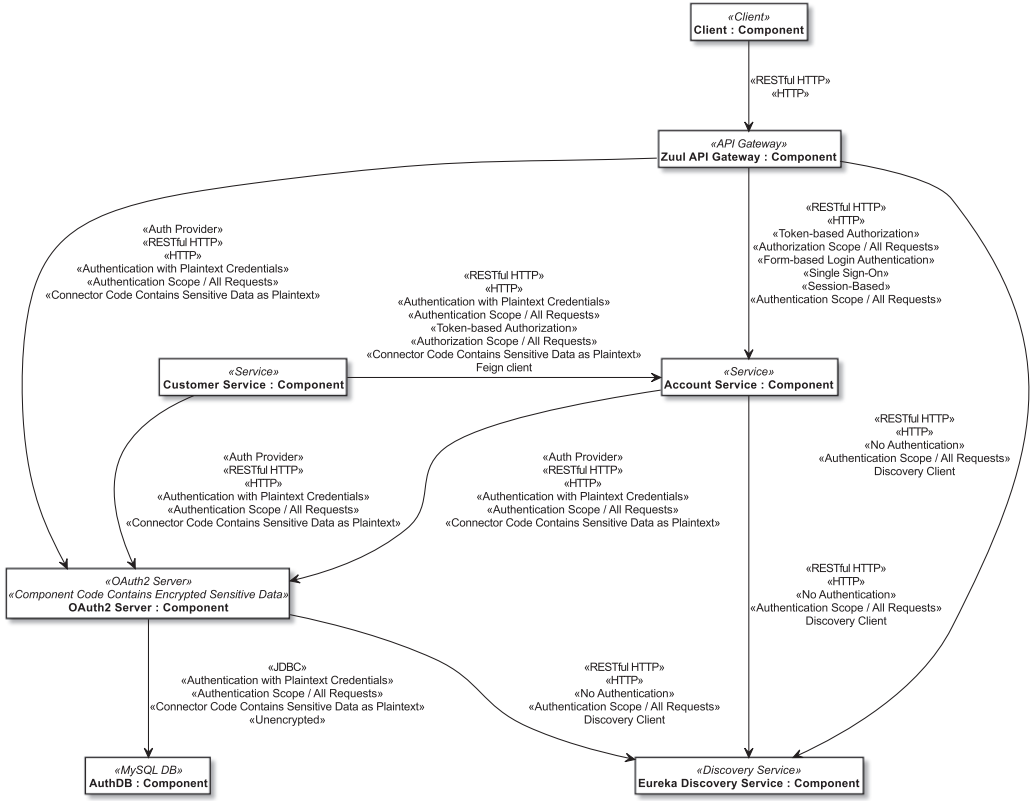 «Client»
Client : Component
«RESTful HTTP»
«HTTP»
«API Gateway»
Zuul API Gateway : Component
«Auth Provider»
«RESTful HTTP»
«HTTP»
«Authentication with Plaintext Credentials»
«Authentication Scope / All Requests»
«Connector Code Contains Sensitive Data as Plaintext»
«RESTful HTTP»
«HTTP»
«Token-based Authorization»
«Authorization Scope / All Requests»
«Form-based Login Authentication»
«Single Sign-On»
«Session-Based»
«Authentication Scope / All Requests»
«RESTful HTTP»
«HTTP»
«Authentication with Plaintext Credentials»
«Authentication Scope / All Requests»
«Token-based Authorization»
«Authorization Scope / All Requests»
«Connector Code Contains Sensitive Data as Plaintext»
Feign client
«Service»
Customer Service : Component
«Service»
Account Service : Component
«RESTful HTTP»
«HTTP»
«No Authentication»
«Authentication Scope / All Requests»
Discovery Client
«Auth Provider»
«RESTful HTTP»
«HTTP»
«Authentication with Plaintext Credentials»
«Authentication Scope / All Requests»
«Connector Code Contains Sensitive Data as Plaintext»
«Auth Provider»
«RESTful HTTP»
«HTTP»
«Authentication with Plaintext Credentials»
«Authentication Scope / All Requests»
«Connector Code Contains Sensitive Data as Plaintext»
«RESTful HTTP»
«HTTP»
«No Authentication»
«Authentication Scope / All Requests»
Discovery Client
«OAuth2 Server»
«Component Code Contains Encrypted Sensitive Data»
OAuth2 Server : Component
«JDBC»
«Authentication with Plaintext Credentials»
«Authentication Scope / All Requests»
«Connector Code Contains Sensitive Data as Plaintext»
«Unencrypted»
«RESTful HTTP»
«HTTP»
«No Authentication»
«Authentication Scope / All Requests»
Discovery Client
«MySQL DB»
AuthDB : Component
«Discovery Service»
Eureka Discovery Service : Component